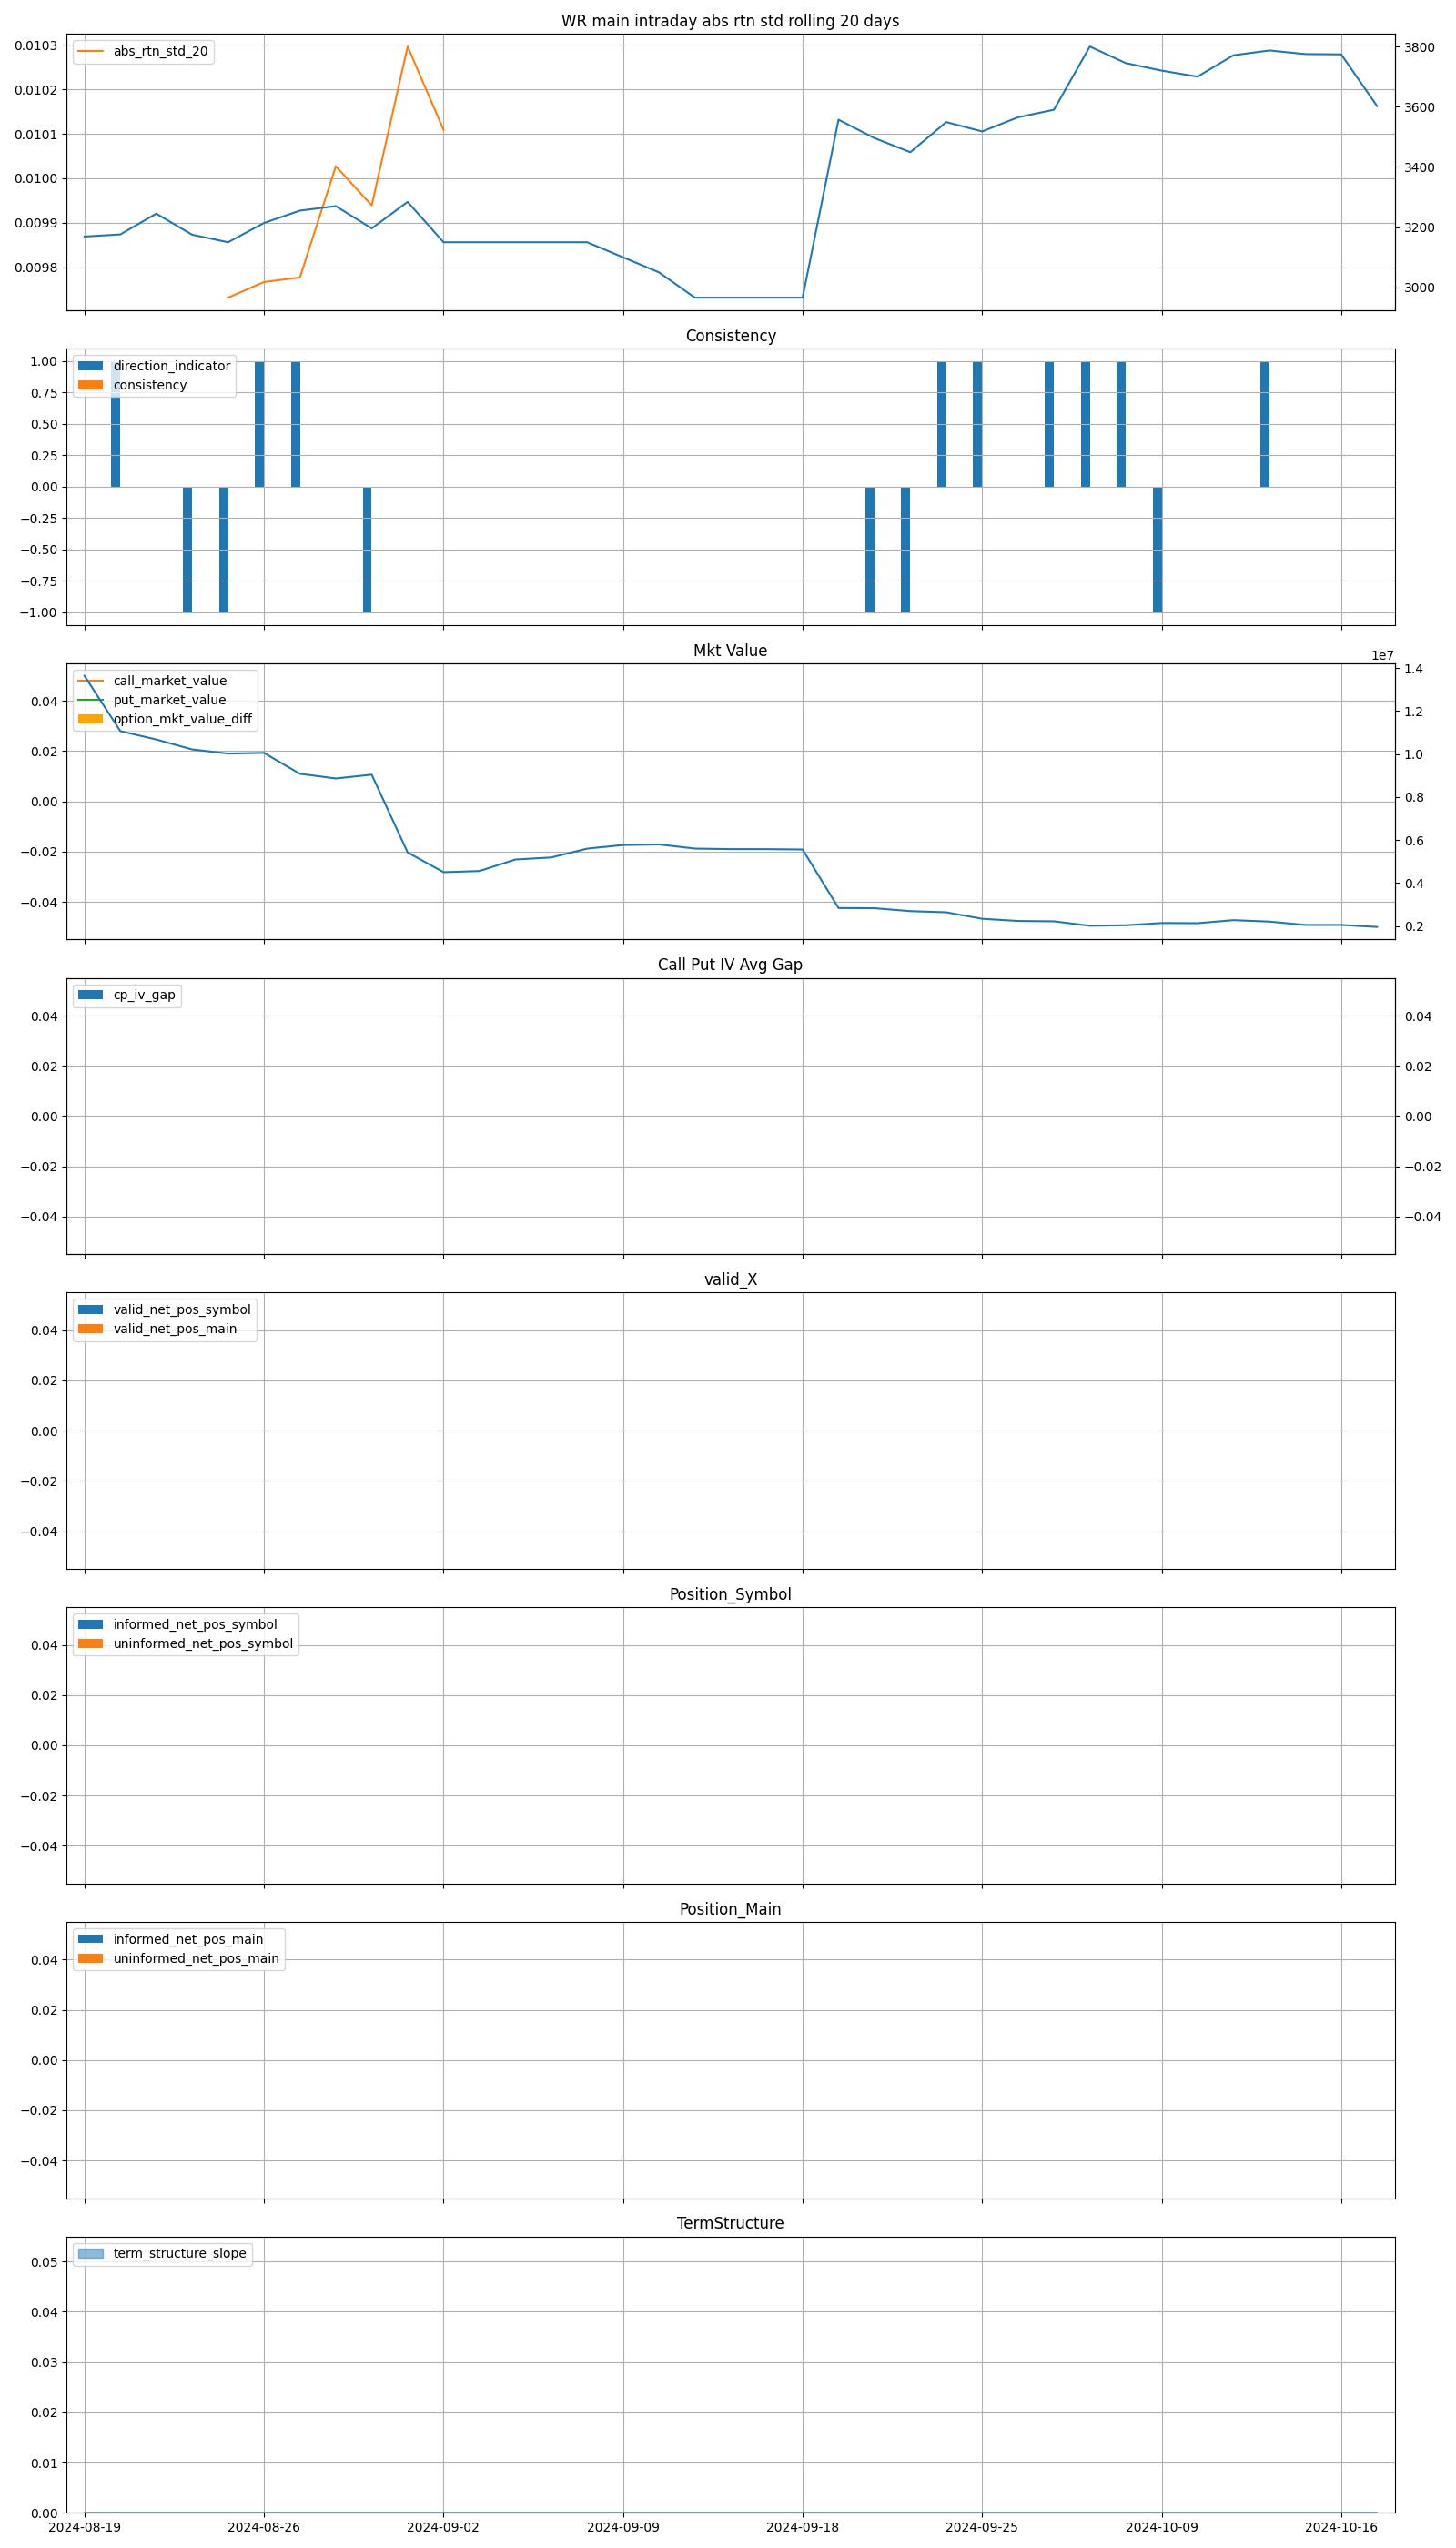 WR main intraday abs rtn std rolling 20 days
abs_rtn_std_20
0.0103
0.0102
0.0101
0.0100
0.0099
0.0098
3800
3600
3400
3200
3000
Consistency
direction_indicator
consistency
1.00
0.75
0.50
0.25
0.00
−0.25
−0.50
−0.75
−1.00
Mkt Value
1e7
call_market_value
put_market_value
option_mkt_value_diff
0.04
0.02
0.00
−0.02
−0.04
1.4
1.2
1.0
0.8
0.6
0.4
0.2
Call Put IV Avg Gap
cp_iv_gap
0.04
0.02
0.00
−0.02
−0.04
0.04
0.02
0.00
−0.02
−0.04
valid_X
valid_net_pos_symbol
valid_net_pos_main
0.04
0.02
0.00
−0.02
−0.04
Position_Symbol
informed_net_pos_symbol
uninformed_net_pos_symbol
0.04
0.02
0.00
−0.02
−0.04
Position_Main
informed_net_pos_main
uninformed_net_pos_main
0.04
0.02
0.00
−0.02
−0.04
TermStructure
term_structure_slope
0.05
0.04
0.03
0.02
0.01
0.00
2024-08-19 2024-08-26 2024-09-02 2024-09-09 2024-09-18 2024-09-25 2024-10-09 2024-10-16